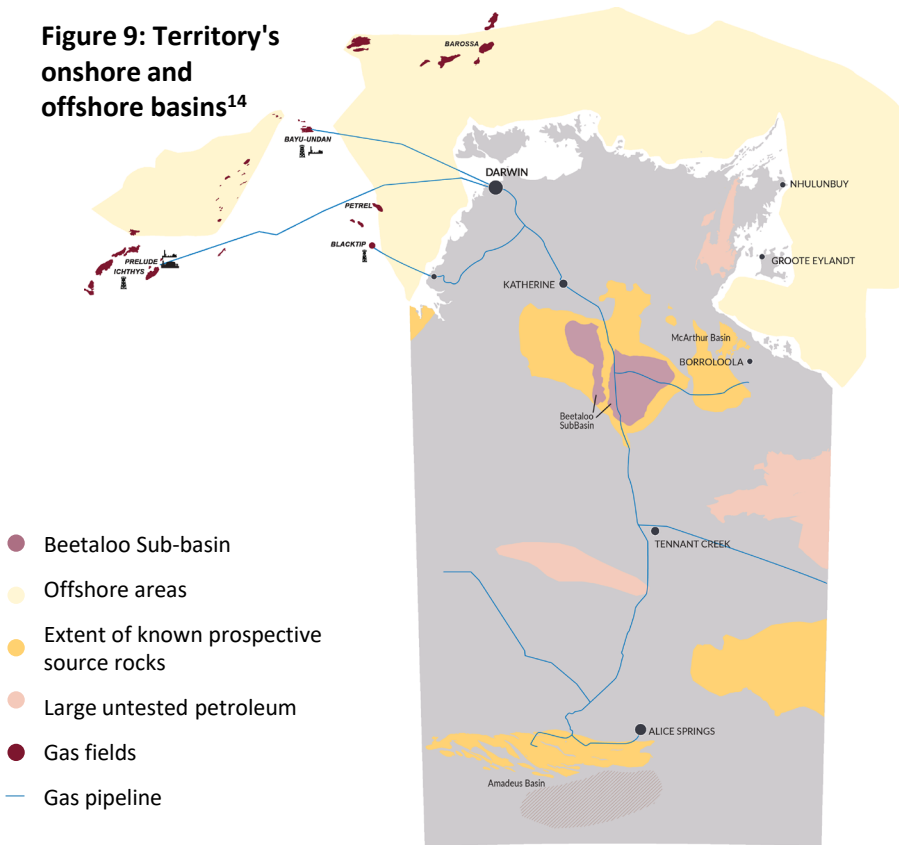 Figure 9: Territory's
onshore and
offshore basins¹⁴
BAROSSA
BAYU-UNDAN
DARWIN
NHULUNBUY
PETREL
BLACKTIP
PRELUDE
ICHTHYS
GROOTE EYLANDT
KATHERINE
McArthur Basin
BORROLOOLA
Beetaloo
SubBasin
TENNANT CREEK
Beetaloo Sub-basin
Offshore areas
Extent of known prospective
source rocks
Large untested petroleum
Gas fields
Gas pipeline
ALICE SPRINGS
Amadeus Basin